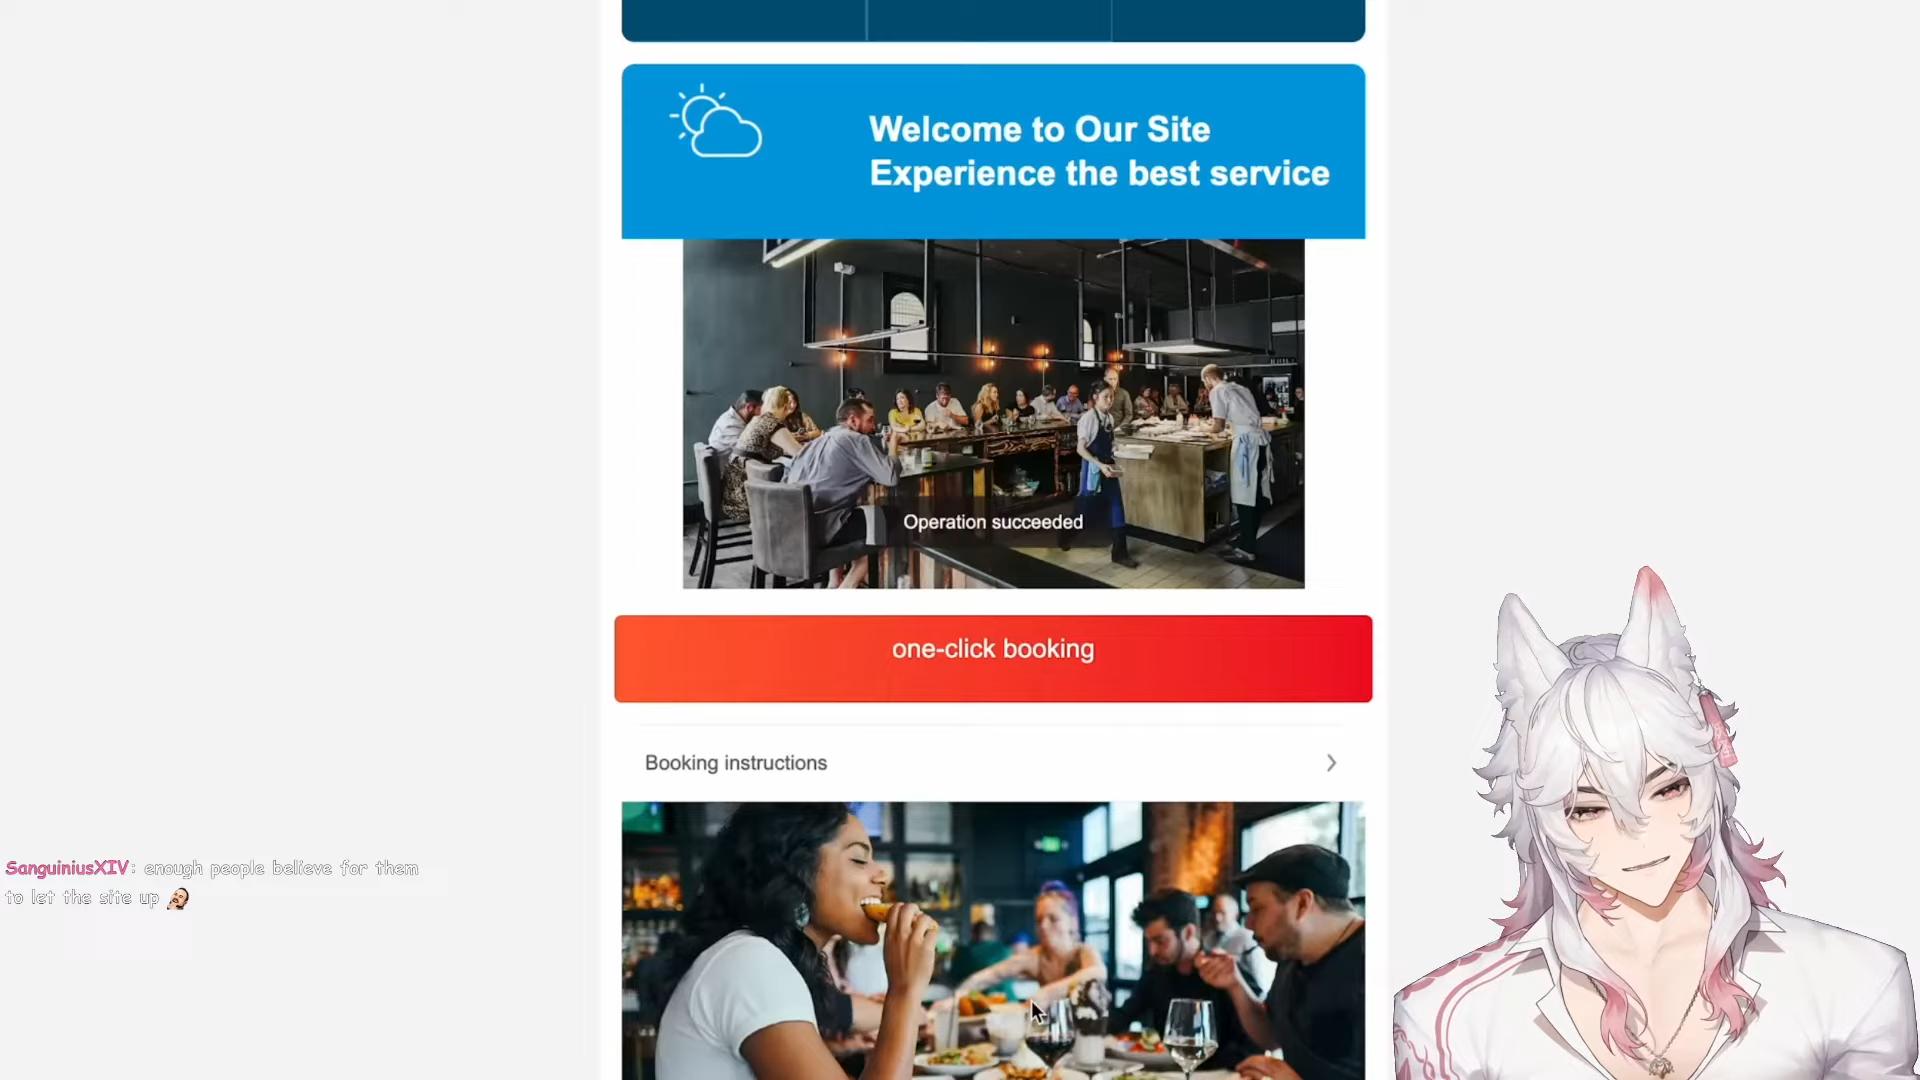 Welcome to Our Site
Experience the best service
Operation succeeded
one-click booking
Booking instructions
SanguiniusXIV: enough people believe for them
to let the site up